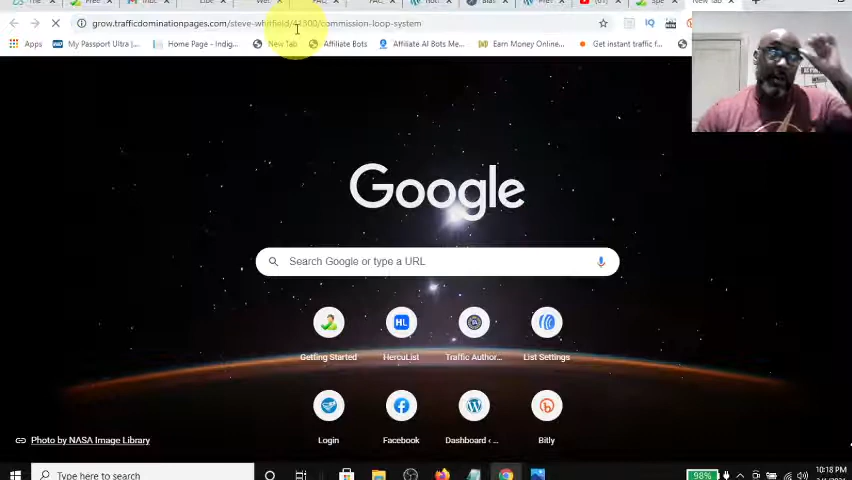 grow.trafficdominationpages.com/steve-whitfield/41300/commission-loop-system
Apps
My Passport Ultra (...
Home Page - Indig...
New Tab
Affiliate Bots
Affiliate AI Bots Me...
Earn Money Online...
Get instant traffic f...
Google
Search Google or type a URL
Getting Started
HercuList
Traffic Author...
List Settings
Login
Facebook
Dashboard ‹ ...
Bitly
Photo by NASA Image Library
Type here to search
98%
10:18 PM